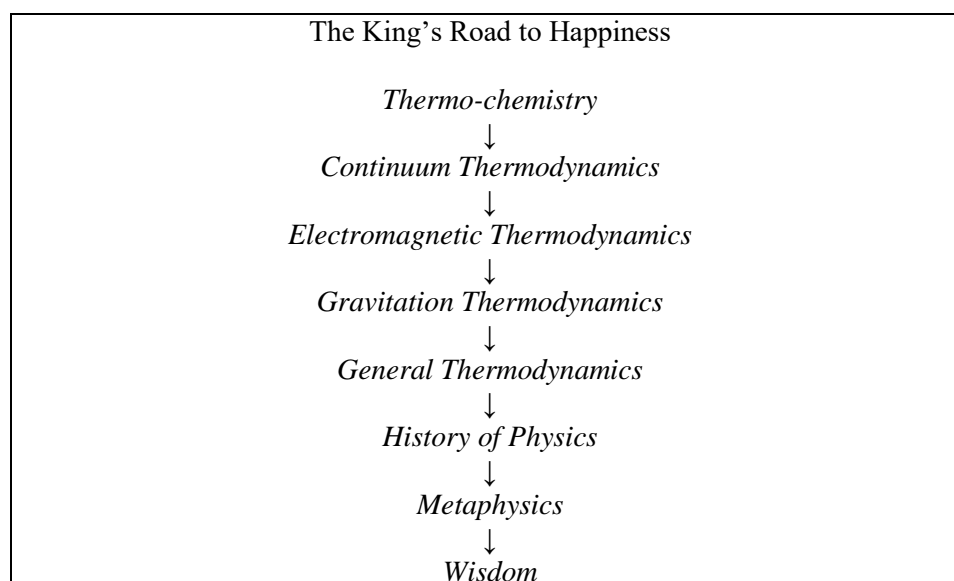 The King’s Road to Happiness
Thermo-chemistry
↓
Continuum Thermodynamics
↓
Electromagnetic Thermodynamics
↓
Gravitation Thermodynamics
↓
General Thermodynamics
↓
History of Physics
↓
Metaphysics
↓
Wisdom